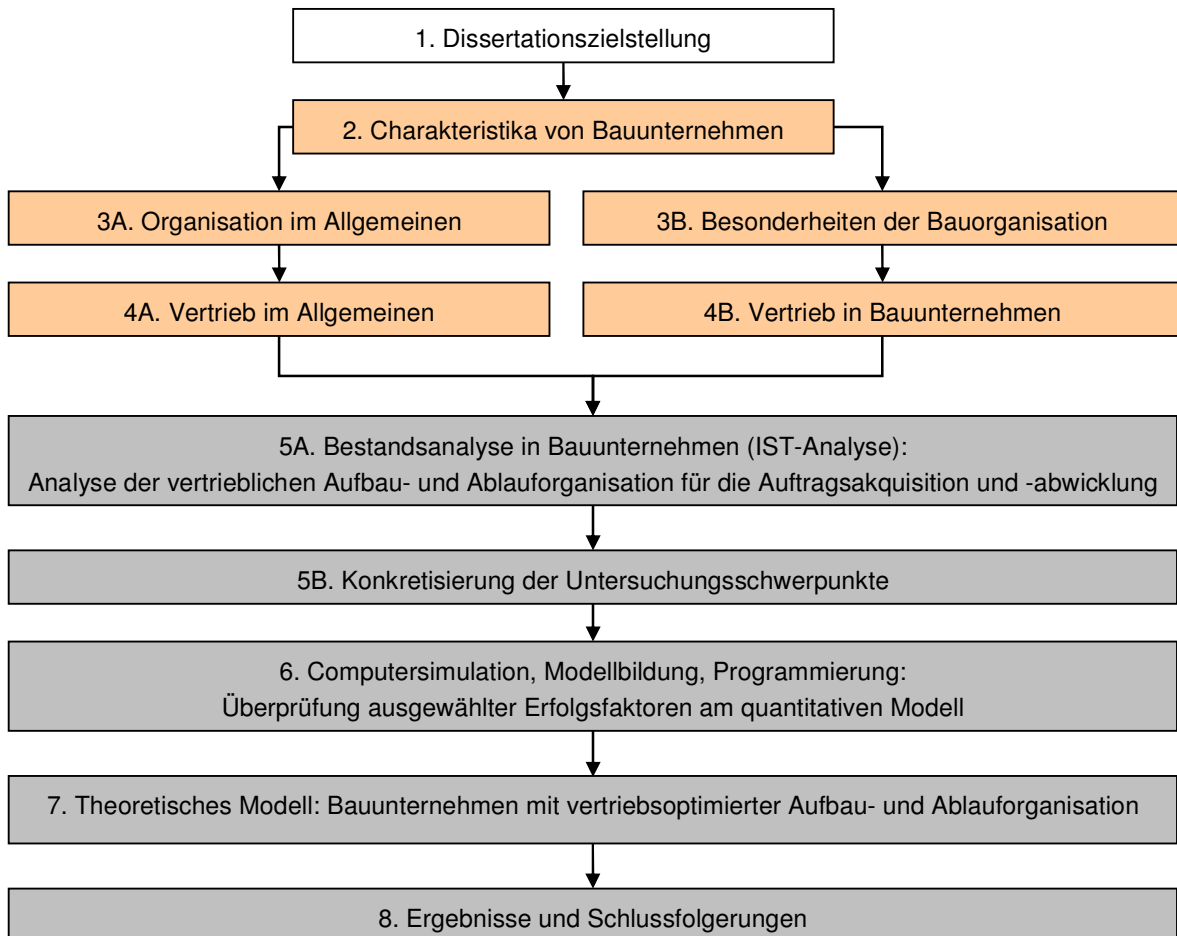 1. Dissertationszielstellung
2. Charakteristika von Bauunternehmen
3A. Organisation im Allgemeinen
3B. Besonderheiten der Bauorganisation
4A. Vertrieb im Allgemeinen
4B. Vertrieb in Bauunternehmen
5A. Bestandsanalyse in Bauunternehmen (IST-Analyse):
Analyse der vertrieblichen Aufbau- und Ablauforganisation für die Auftragsakquisition und -abwicklung
5B. Konkretisierung der Untersuchungsschwerpunkte
6. Computersimulation, Modellbildung, Programmierung:
Überprüfung ausgewählter Erfolgsfaktoren am quantitativen Modell
7. Theoretisches Modell: Bauunternehmen mit vertriebsoptimierter Aufbau- und Ablauforganisation
8. Ergebnisse und Schlussfolgerungen